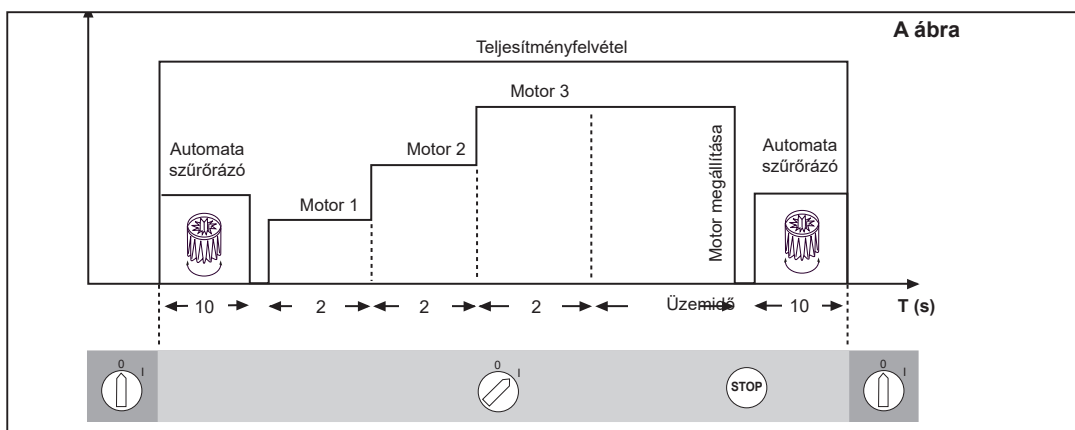 A ábra
Teljesítményfelvétel
Motor 3
Automata
szűrőrázó
Motor 2
Motor 1
Motor megállítása
Automata
szűrőrázó
10
2
2
2
Üzemidő
10
T (s)
0
I
0
I
STOP
0
I